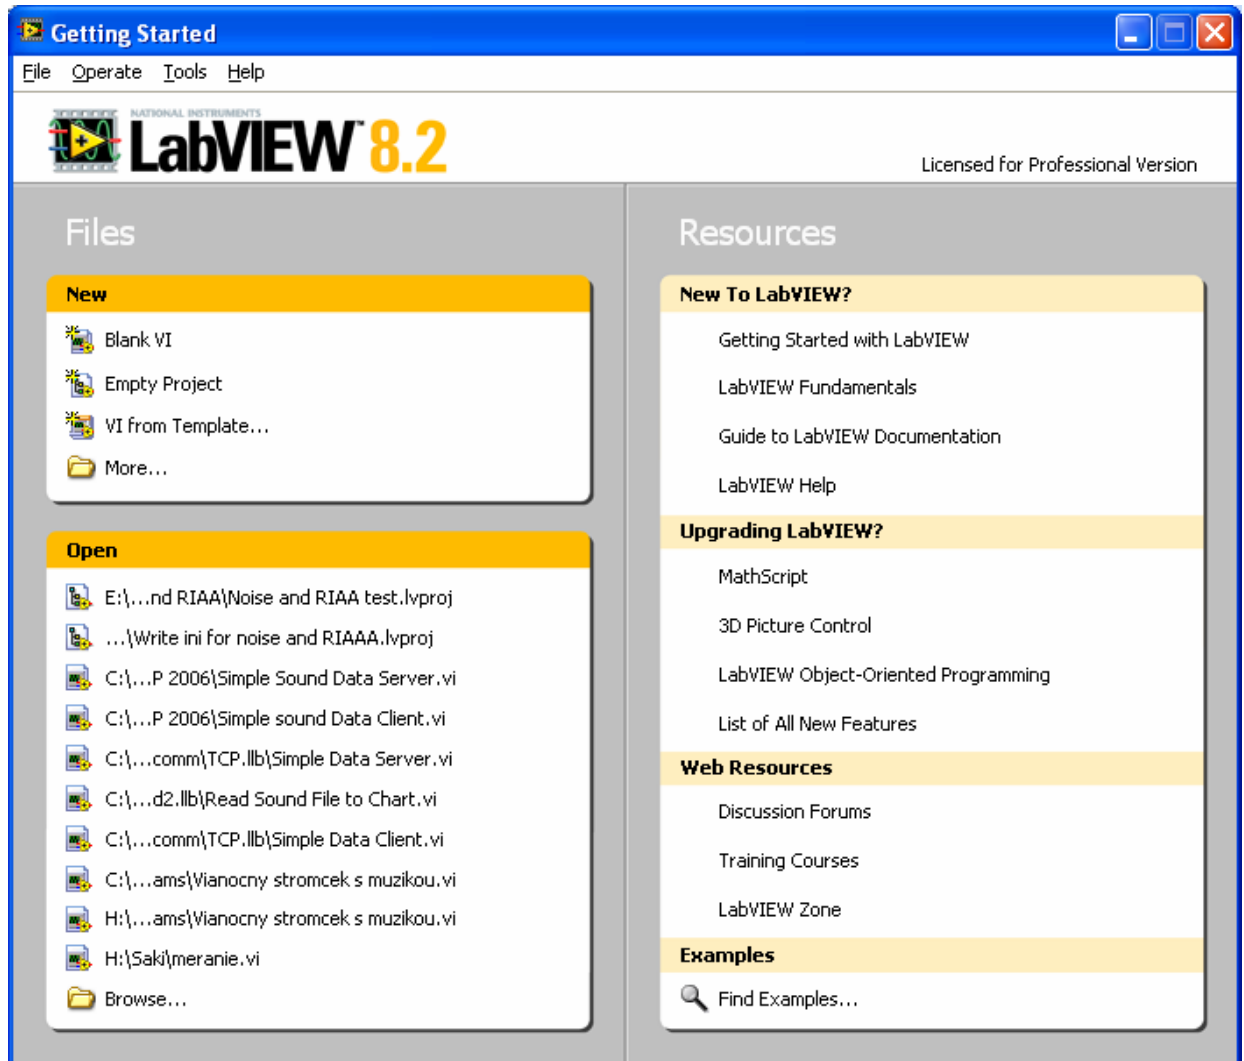 Getting Started
File Operate Tools Help
NATIONAL INSTRUMENTS
LabVIEW™ 8.2
Licensed for Professional Version
Files
New
Blank VI
Empty Project
VI from Template...
More...
Open
E:\...nd RIAA\Noise and RIAA test.lvproj
...\Write ini for noise and RIAAA.lvproj
C:\...P 2006\Simple Sound Data Server.vi
C:\...P 2006\Simple sound Data Client.vi
C:\...comm\TCP.llb\Simple Data Server.vi
C:\...d2.llb\Read Sound File to Chart.vi
C:\...comm\TCP.llb\Simple Data Client.vi
C:\...ams\Vianocny stromcek s muzikou.vi
H:\...ams\Vianocny stromcek s muzikou.vi
H:\Saki\meranie.vi
Browse...
Resources
New To LabVIEW?
Getting Started with LabVIEW
LabVIEW Fundamentals
Guide to LabVIEW Documentation
LabVIEW Help
Upgrading LabVIEW?
MathScript
3D Picture Control
LabVIEW Object-Oriented Programming
List of All New Features
Web Resources
Discussion Forums
Training Courses
LabVIEW Zone
Examples
Find Examples...